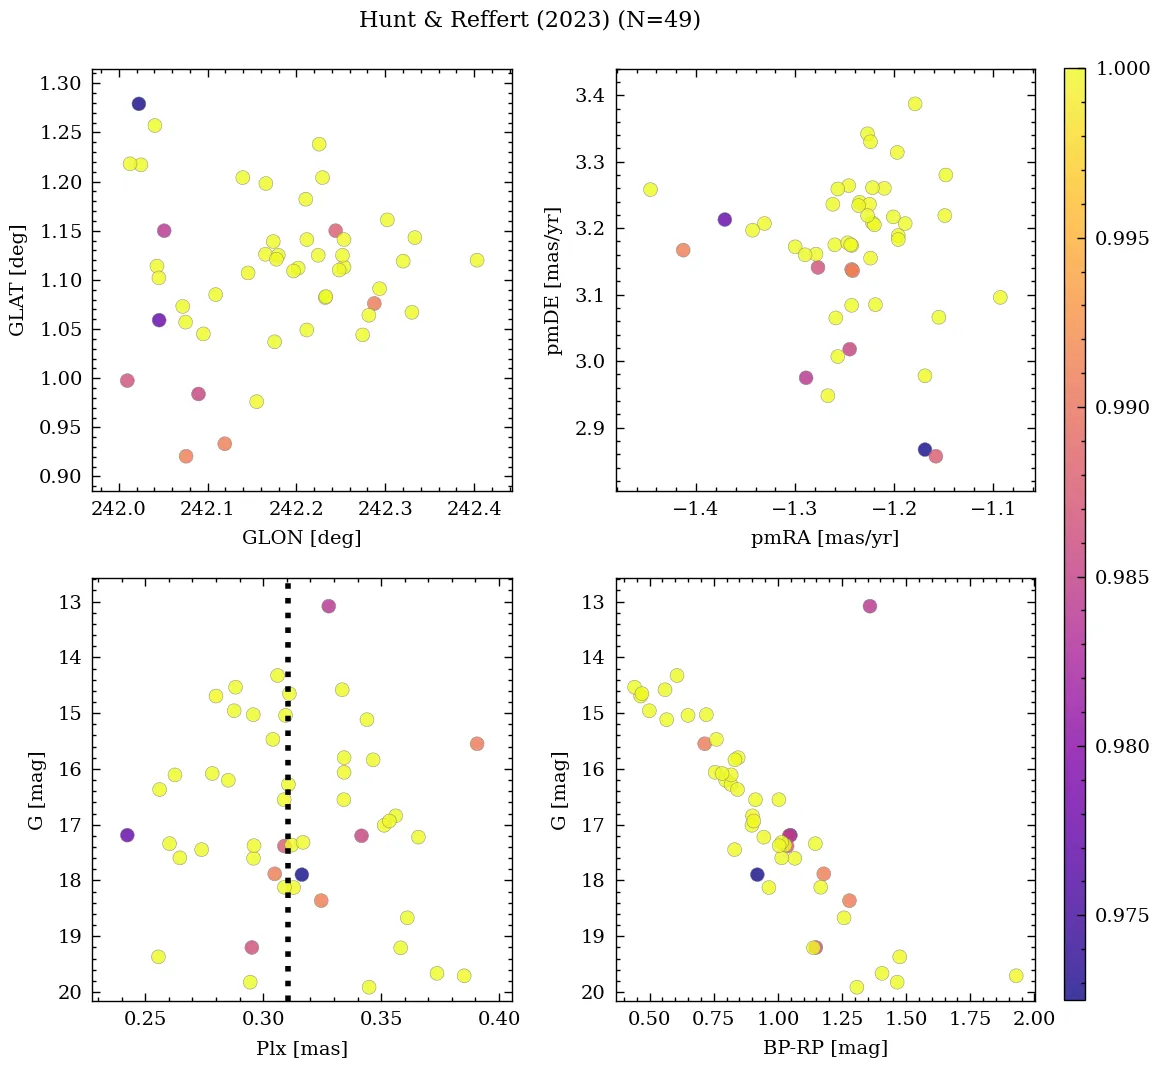 Hunt & Reffert (2023) (N=49)
1.30
1.25
1.20
1.15
1.10
1.05
1.00
0.95
0.90
GLAT [deg]
242.0 242.1 242.2 242.3 242.4
GLON [deg]
3.4
3.3
3.2
3.1
3.0
2.9
pmDE [mas/yr]
−1.4 −1.3 −1.2 −1.1
pmRA [mas/yr]
13
14
15
16
17
18
19
20
G [mag]
0.25 0.30 0.35 0.40
Plx [mas]
13
14
15
16
17
18
19
20
G [mag]
0.50 0.75 1.00 1.25 1.50 1.75 2.00
BP-RP [mag]
1.000
0.995
0.990
0.985
0.980
0.975